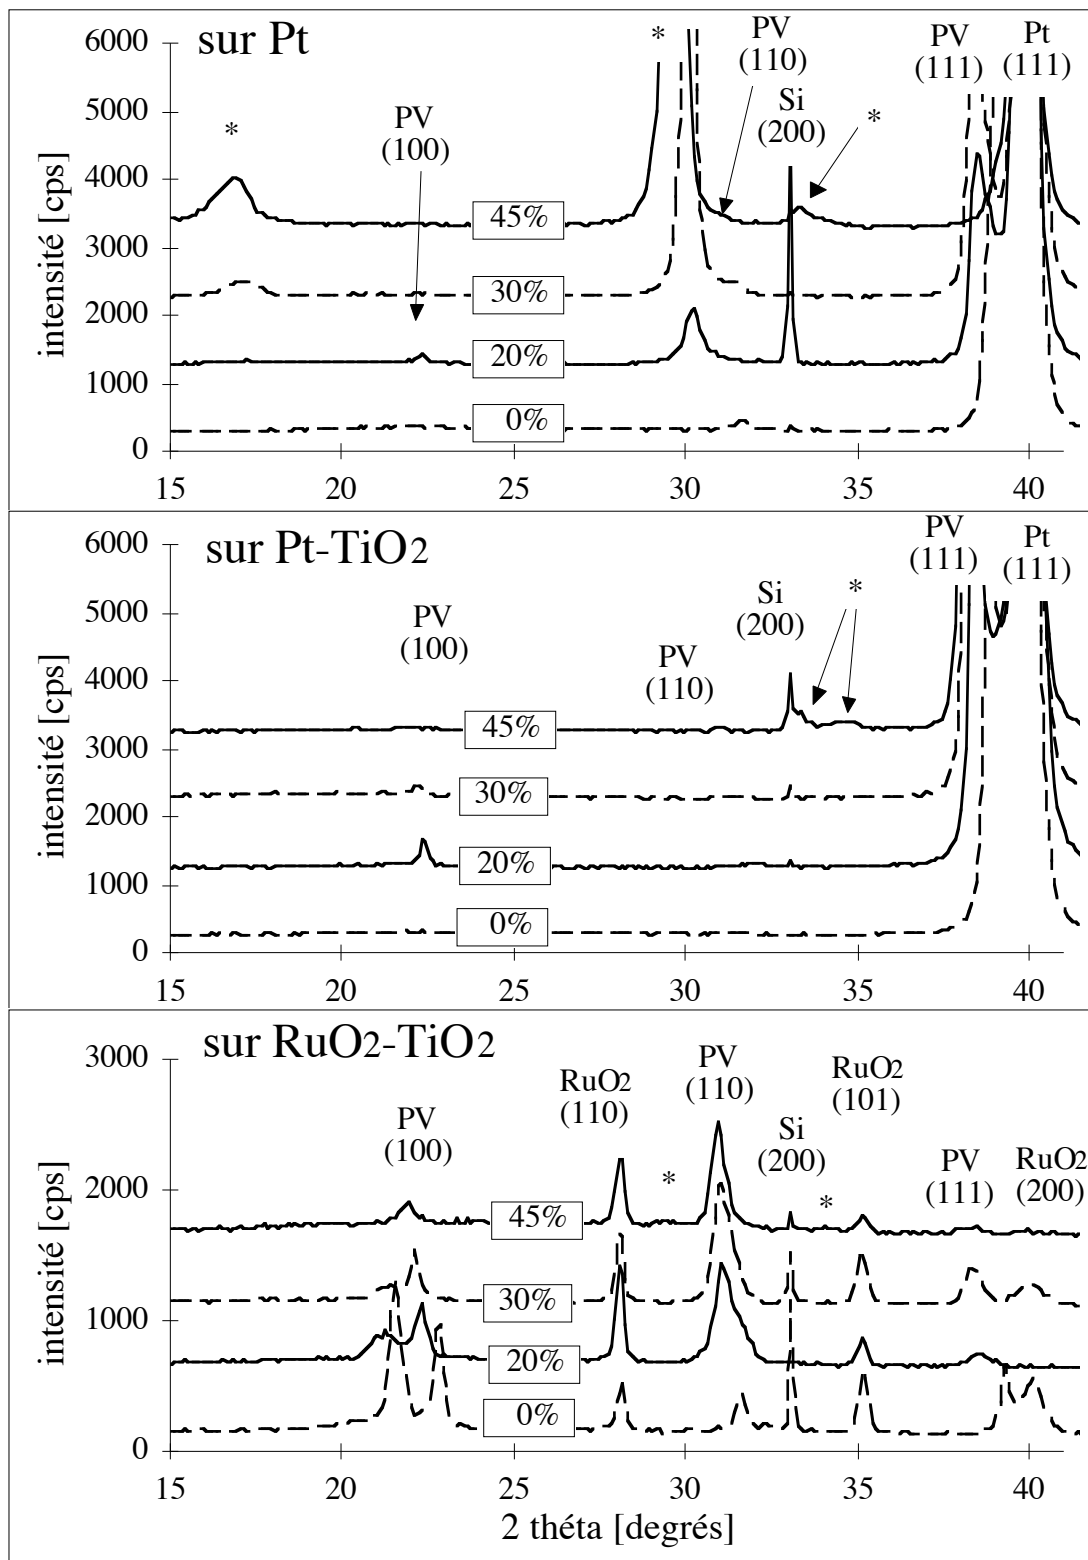 sur Pt
6000
5000
4000
3000
2000
1000
0
intensité [cps]
*
PV
(100)
*
PV
(110)
Si
(200)
*
PV
(111)
Pt
(111)
45%
30%
20%
0%
15 20 25 30 35 40
sur Pt-TiO2
6000
5000
4000
3000
2000
1000
0
intensité [cps]
PV
(100)
PV
(110)
Si
(200)
*
PV
(111)
Pt
(111)
45%
30%
20%
0%
15 20 25 30 35 40
sur RuO2-TiO2
3000
2000
1000
0
intensité [cps]
PV
(100)
RuO2
(110)
*
PV
(110)
Si
(200)
*
RuO2
(101)
PV
(111)
RuO2
(200)
45%
30%
20%
0%
15 20 25 30 35 40
2 théta [degrés]